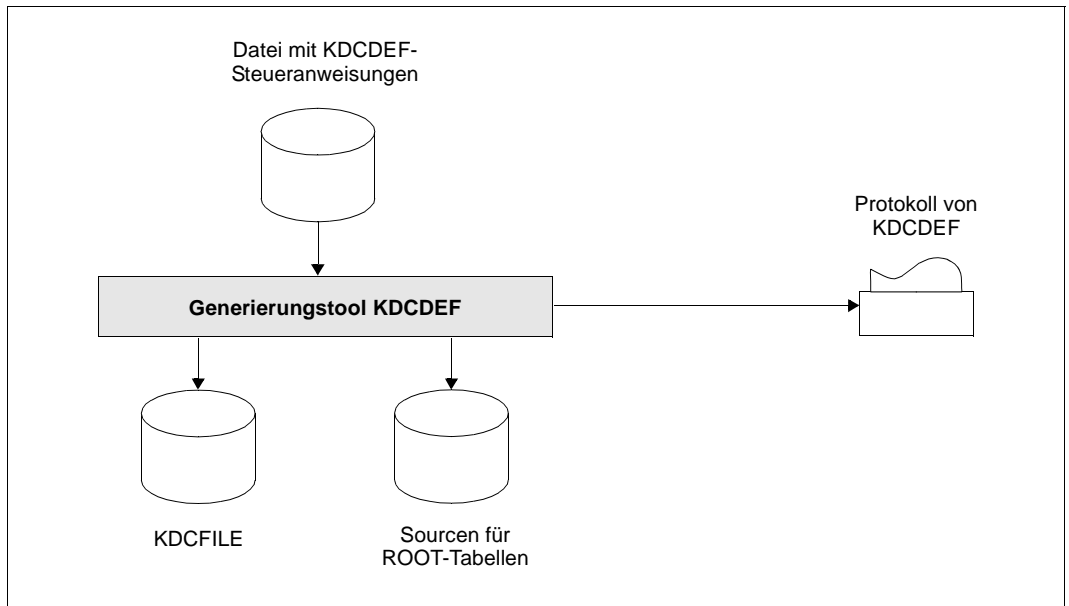 Datei mit KDCDEF-
Steueranweisungen
Protokoll von
KDCDEF
Generierungstool KDCDEF
KDCFILE
Sourcen für
ROOT-Tabellen